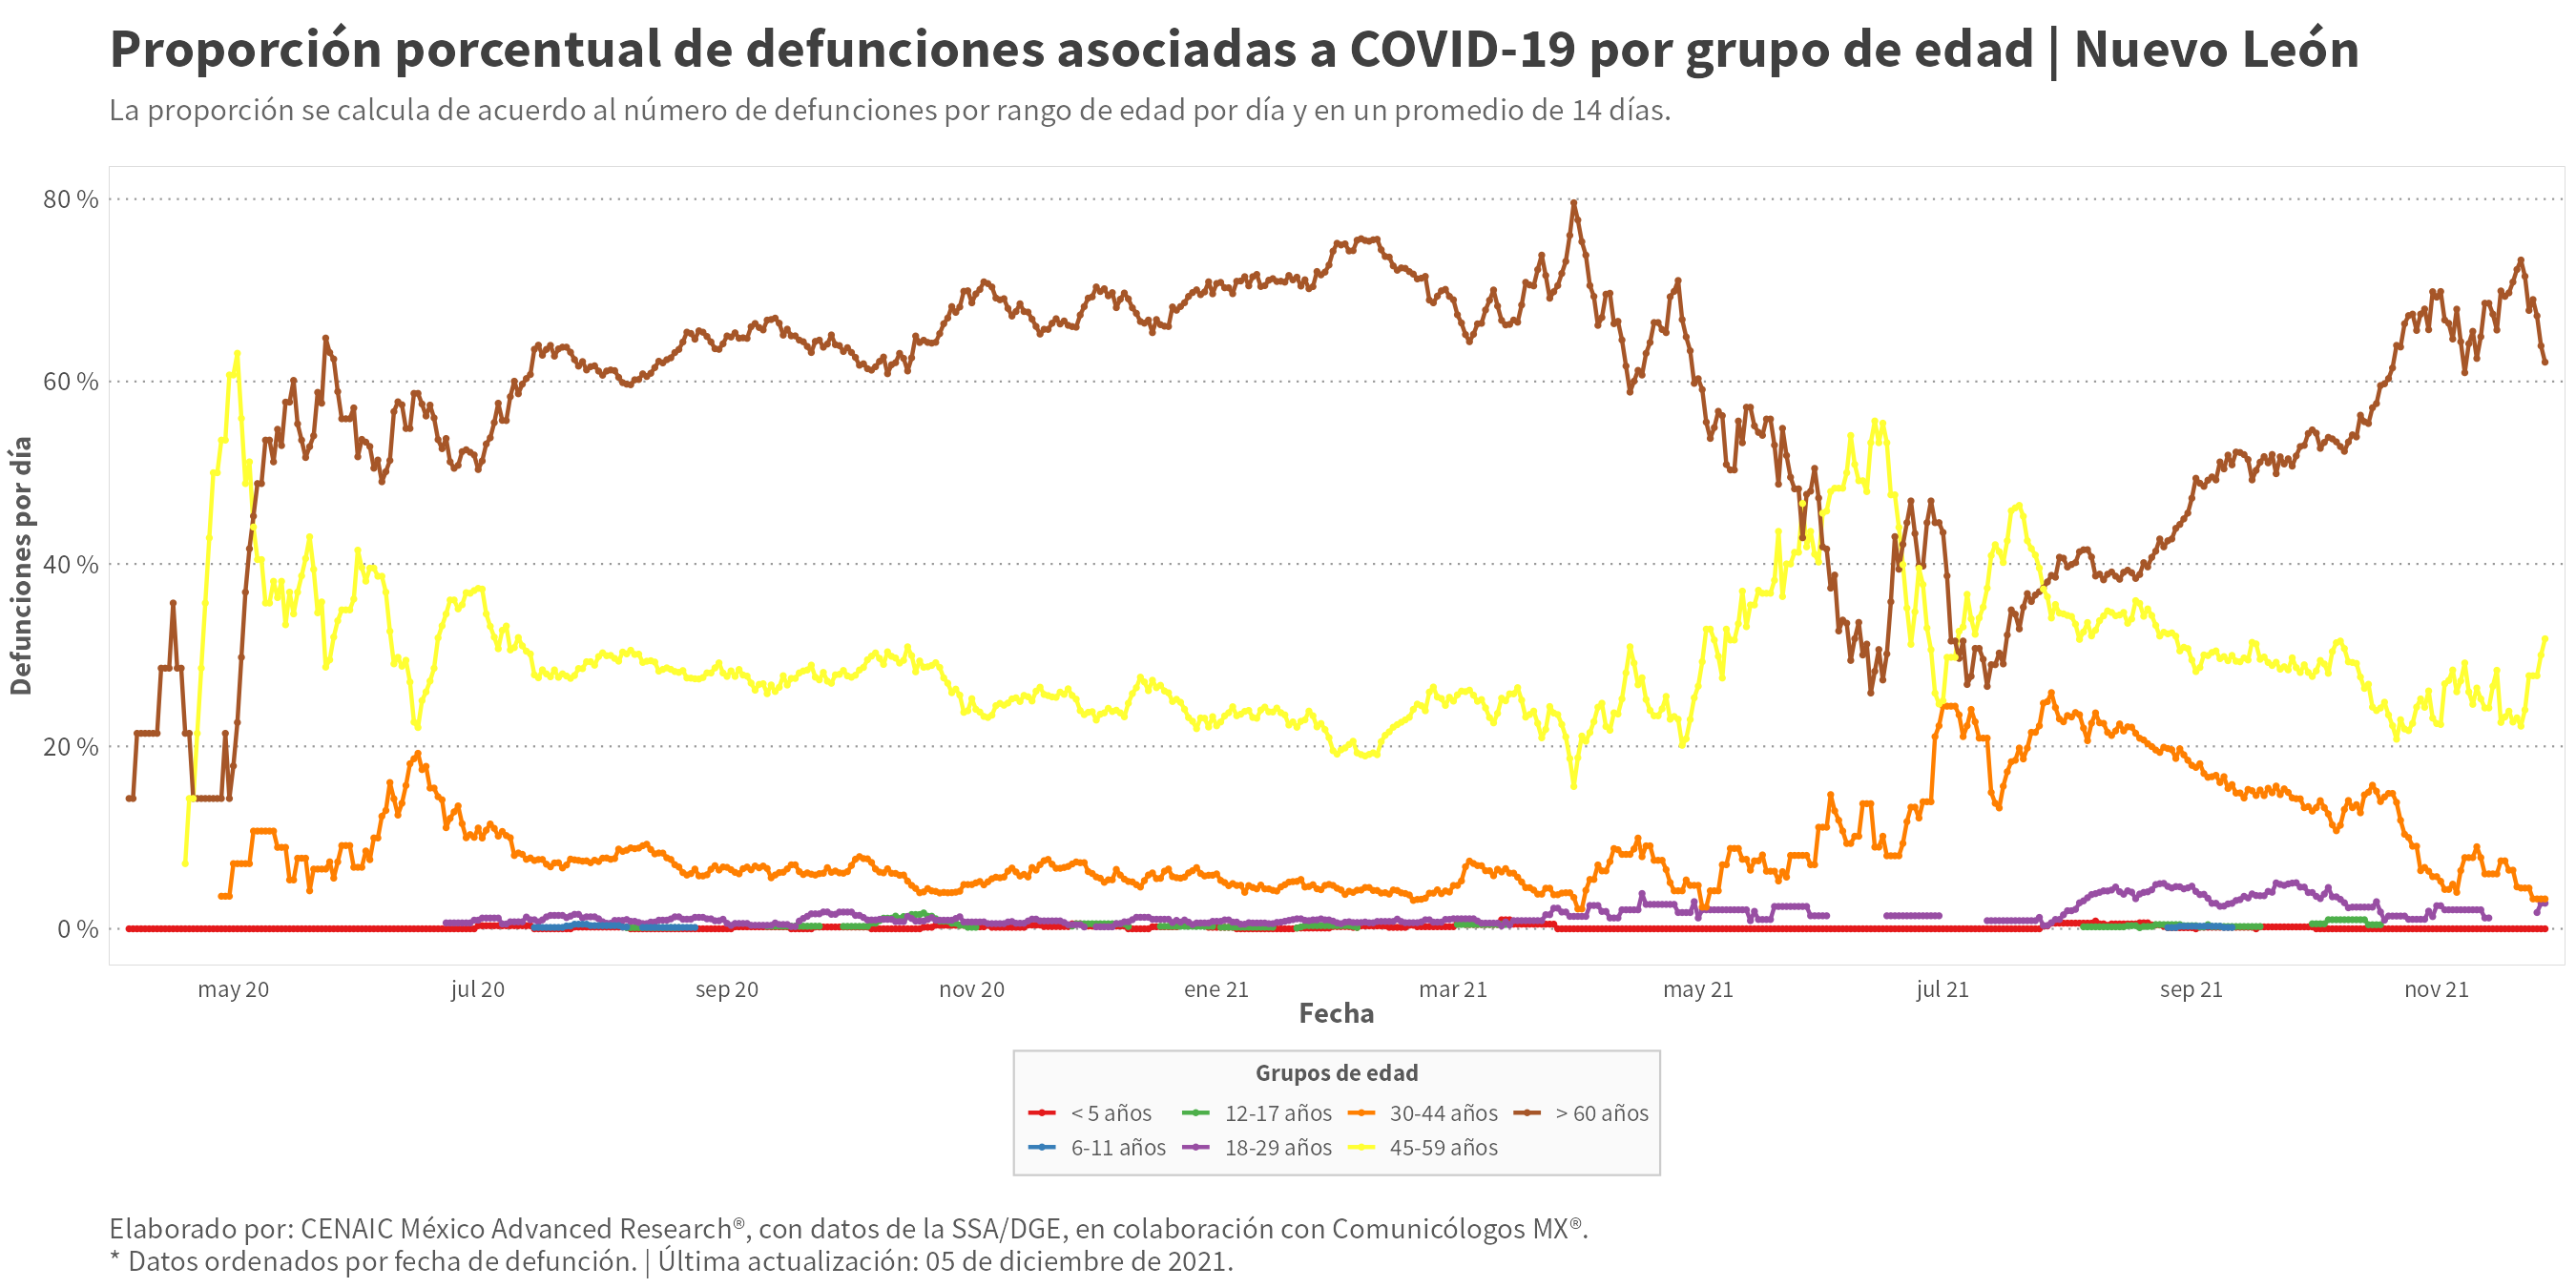 Proporción porcentual de defunciones asociadas a COVID-19 por grupo de edad | Nuevo León
La proporción se calcula de acuerdo al número de defunciones por rango de edad por día y en un promedio de 14 días.
Defunciones por día
80 %
60 %
40 %
20 %
0 %
may 20 jul 20 sep 20 nov 20 ene 21 mar 21 may 21 jul 21 sep 21 nov 21
Fecha
Grupos de edad
< 5 años 12-17 años 30-44 años > 60 años
6-11 años 18-29 años 45-59 años
Elaborado por: CENAIC México Advanced Research®, con datos de la SSA/DGE, en colaboración con Comunicólogos MX®.
* Datos ordenados por fecha de defunción. | Última actualización: 05 de diciembre de 2021.